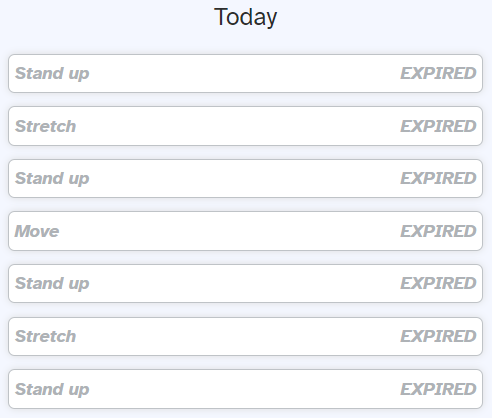 Today
Stand up EXPIRED
Stretch EXPIRED
Stand up EXPIRED
Move EXPIRED
Stand up EXPIRED
Stretch EXPIRED
Stand up EXPIRED